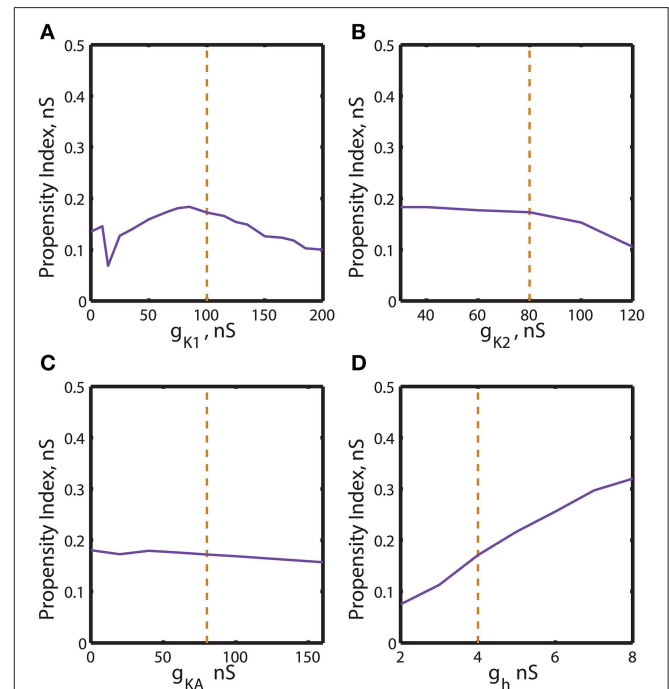 A
Propensity Index, nS
0.5
0.4
0.3
0.2
0.1
0
0 50 100 150 200
g_K1 , nS
B
Propensity Index, nS
0.5
0.4
0.3
0.2
0.1
0
40 60 80 100 120
g_K2, nS
C
Propensity Index, nS
0.5
0.4
0.3
0.2
0.1
0
0 50 100 150
g_KA nS
D
Propensity Index, nS
0.5
0.4
0.3
0.2
0.1
0
2 4 6 8
g_h nS